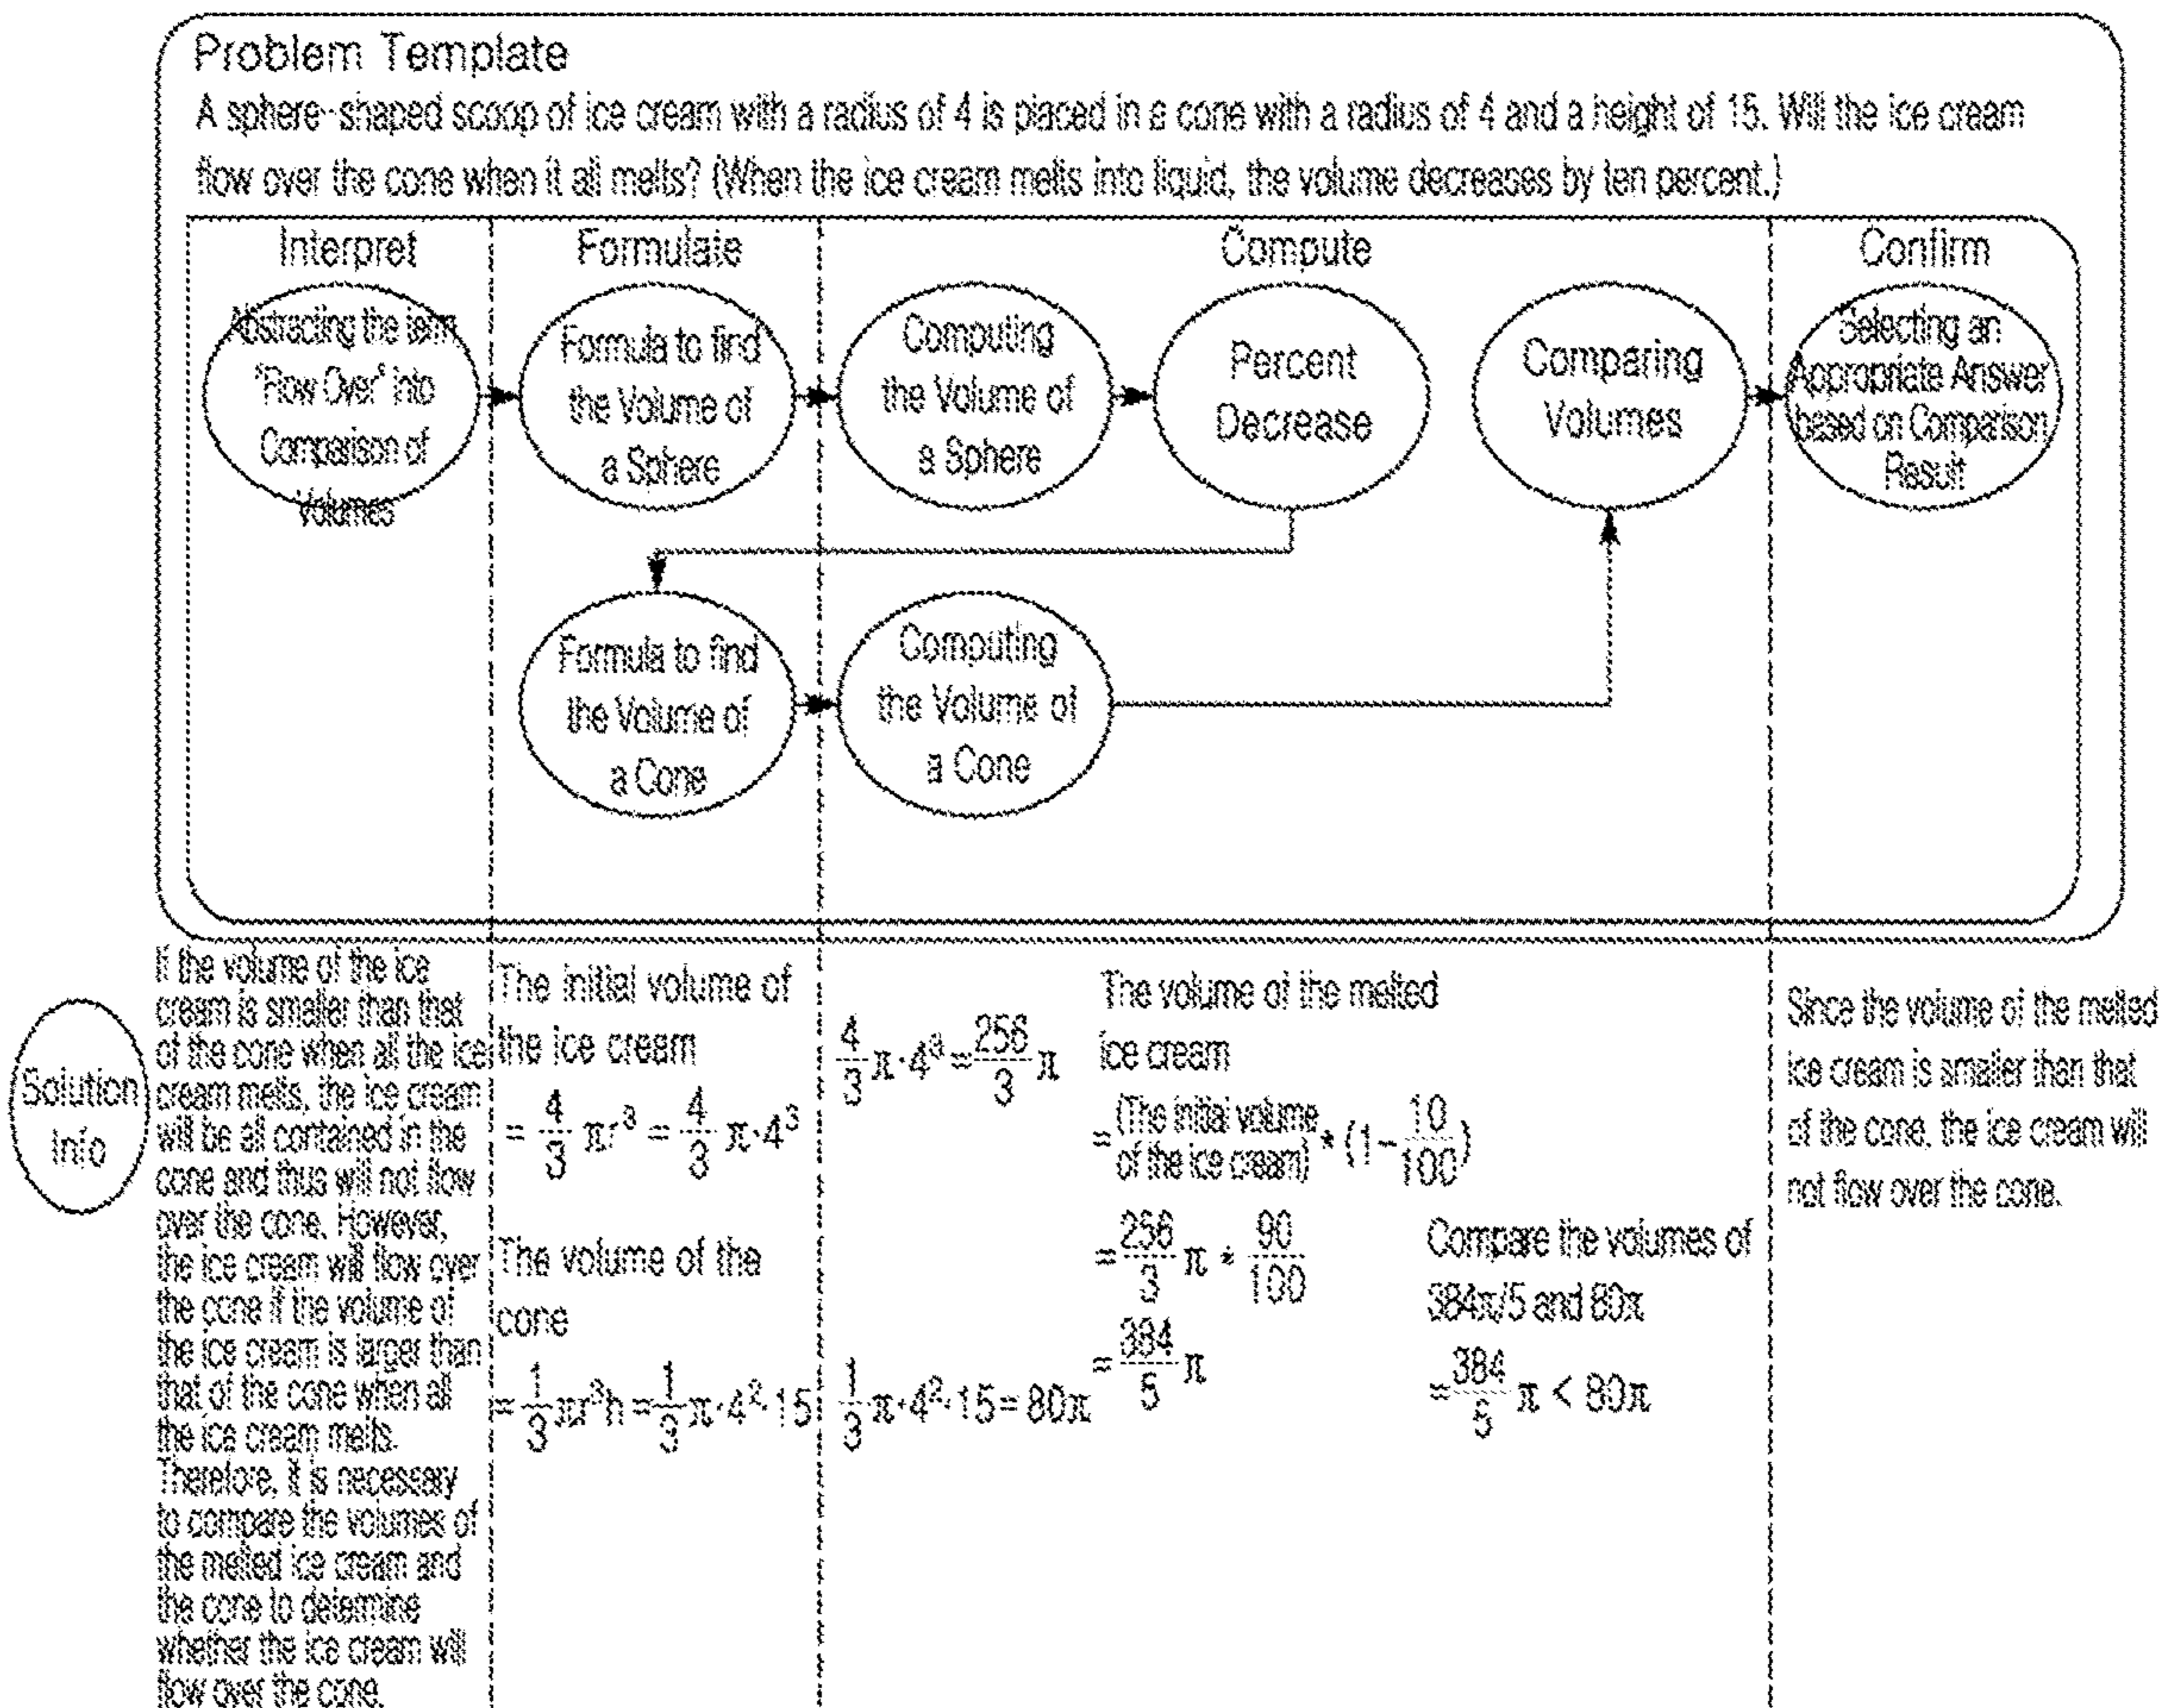 Problem Template
A sphere-shaped scoop of ice cream with a radius of 4 is placed in a cone with a radius of 4 and a height of 15. Will the ice cream
flow over the cone when it all melts? (When the ice cream melts into liquid, the volume decreases by ten percent.)
Interpret
Formulate
Compute
Confirm
Abstracting the term
"Flow Over" into
Comparison of
Volumes
Formula to find
the Volume of
a Sphere
Computing
the Volume of
a Sphere
Percent
Decrease
Comparing
Volumes
Selecting an
Appropriate Answer
based on Comparison
Result
Formula to find
the Volume of
a Cone
Computing
the Volume of
a Cone
Solution
Info
If the volume of the ice
cream is smaller than that
of the cone when all the ice
cream melts, the ice cream
will be all contained in the
cone and thus will not flow
over the cone. However,
the ice cream will flow over
the cone if the volume of
the ice cream is larger than
that of the cone when all
the ice cream melts.
Therefore, it is necessary
to compare the volumes of
the melted ice cream and
the cone to determine
whether the ice cream will
flow over the cone.
The initial volume of
the ice cream
= 4/3 πr³ = 4/3 π·4³
The volume of the
cone
= 1/3 πr³h = 1/3 π·4²·15
4/3 π·4³ = 256/3 π
1/3 π·4²·15 = 80π
The volume of the melted
ice cream
= (The initial volume
of the ice cream) * (1 - 10/100)
= 256/3 π * 90/100
= 384/5 π
Compare the volumes of
384π/5 and 80π
= 384/5 π < 80π
Since the volume of the melted
ice cream is smaller than that
of the cone, the ice cream will
not flow over the cone.